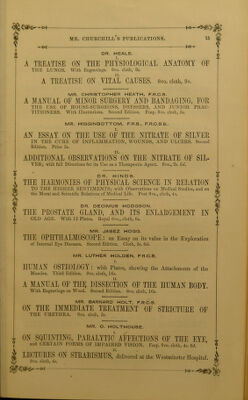 MR. CHURCHILL'S PUBLICATIONS.
DR. HEALE.
I.
A TREATISE ON THE PHYSIOLOGICAL ANATOMY OF
THE LUNGS. With Engravings. 8vo. cloth, 8s.
II.
A TREATISE ON VITAL CAUSES. 8vo. cloth, 9s.
MR. CHRISTOPHER HEATH, F.R.C.S.
A MANUAL OF MINOR SURGERY AND BANDAGING, FOR
THE USE OF HOUSE-SURGEONS, DRESSERS, AND JUNIOR PRAC-
TITIONERS. With Illustrations. Second Edition. Fcap. 8vo. cloth, 5s.
MR. HIGGINBOTTOM, F.R.S., F.R.C.S.E.
I.
AN ESSAY ON THE USE OF THE NITRATE OF SILVER
IN THE CURE OF INFLAMMATION, WOUNDS, AND ULCERS. Second
Edition. Price 5s.
II.
ADDITIONAL OBSERVATIONS ON THE NITRATE OF SIL-
VER; with full Directions for its Use as a Therapeutic Agent. 8vo., 2s. 6d.
DR. HINDS.
THE HARMONIES OF PHYSICAL SCIENCE IN RELATION
TO THE HIGHER SENTIMENTS; with Observations on Medical Studies, and on
the Moral and Scientific Relations of Medical Life. Post 8vo. cloth, 4s.
DR. DECIMUS HODGSON.
THE PROSTATE GLAND, AND ITS ENLARGEMENT IN
OLD AGE. With 12 Plates. Royal 8vo. cloth, 6s.
MR. JABEZ HOGG.
THE OPHTHALMOSCOPE: an Essay on its value in the Exploration
of Internal Eye Diseases. Second Edition. Cloth, 3s. 6d.
MR. LUTHER HOLDEN, F.R.C.S.
I.
HUMAN OSTEOLOGY: with Plates, showing the Attachments of the
Muscles. Third Edition. 8vo. cloth, 16s.
II.
A MANUAL OF THE DISSECTION OF THE HUMAN BODY.
With Engravings on Wood. Second Edition. 8vo. cloth, 16s.
MR. BARNARD HOLT, F.R.C.S.
ON THE IMMEDIATE TREATMENT OF STRICTURE OF
THE URETHRA. 8vo. cloth, 3s.
MR. C. HOLTHOUSE.
I.
ON SQUINTING, PARALYTIC AFFECTIONS OF THE EYE,
and CERTAIN FORMS OF IMPAIRED VISION. Fcap. 8vo. cloth, 4s. 6d.
II.
LECTURES ON STRABISMUS, delivered at the Westminster Hospital.
8vo. cloth, 4s.